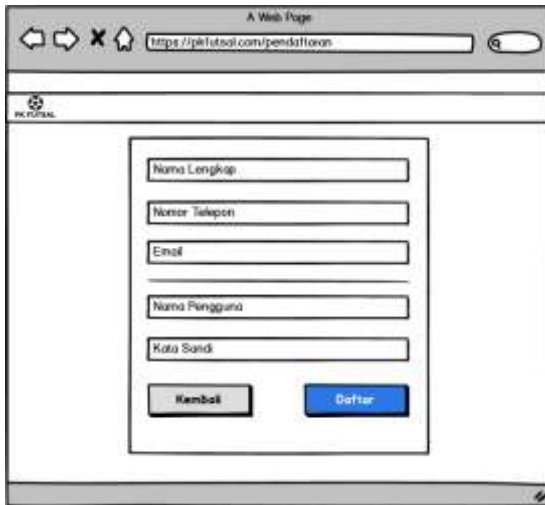 A Web Page
https://pkfutsal.com/pendaftaran
PK FUTSAL
Nama Lengkap
Nomor Telepon
Email
Nama Pengguna
Kata Sandi
Kembali
Daftar